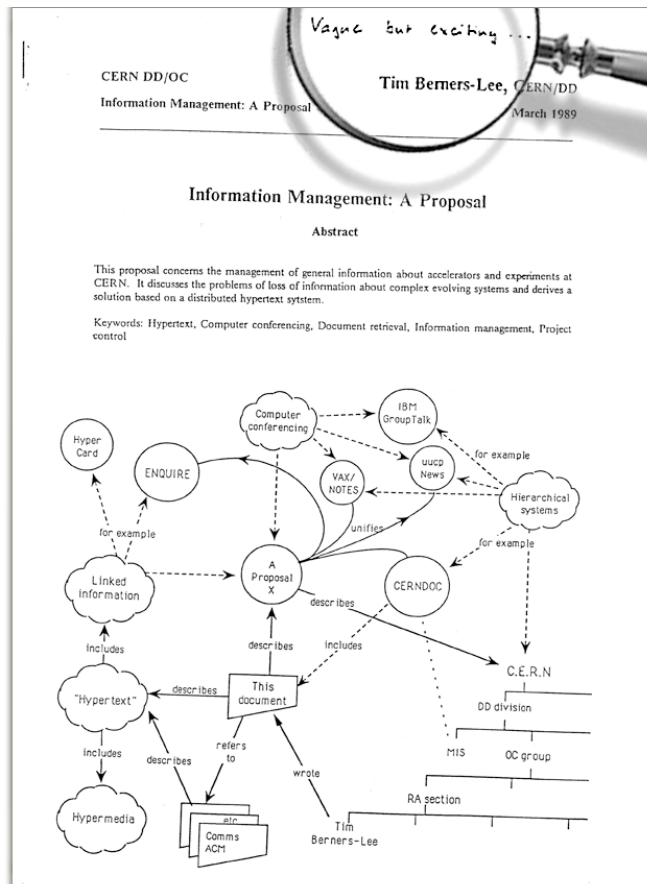 Vague but exciting ...
CERN DD/OC
Tim Berners-Lee, CERN/DD
Information Management: A Proposal
March 1989
Information Management: A Proposal
Abstract
This proposal concerns the management of general information about accelerators and experiments at
CERN. It discusses the problems of loss of information about complex evolving systems and derives a
solution based on a distributed hypertext sytstem.
Keywords: Hypertext, Computer conferencing, Document retrieval, Information management, Project
control
IBM
GroupTalk
Computer
conferencing
Hyper
Card
for example
ENQUIRE
uucp
News
VAX/
NOTES
Hierarchical
systems
unifies
for example
for example
A
Proposal
X
Linked
information
CERNDOC
describes
includes
describes
includes
C.E.R.N
This
document
describes
"Hypertext"
DD division
refers
to
MIS
OC group
includes
describes
wrote
RA section
etc
Hypermedia
Comms
ACM
Tim
Berners-Lee